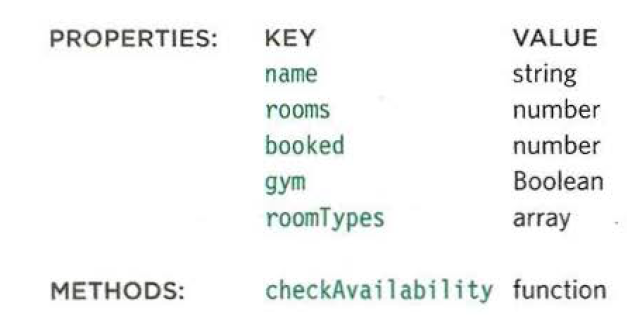 PROPERTIES: KEY VALUE
name string
rooms number
booked number
gym Boolean
roomTypes array
METHODS: checkAvailability function